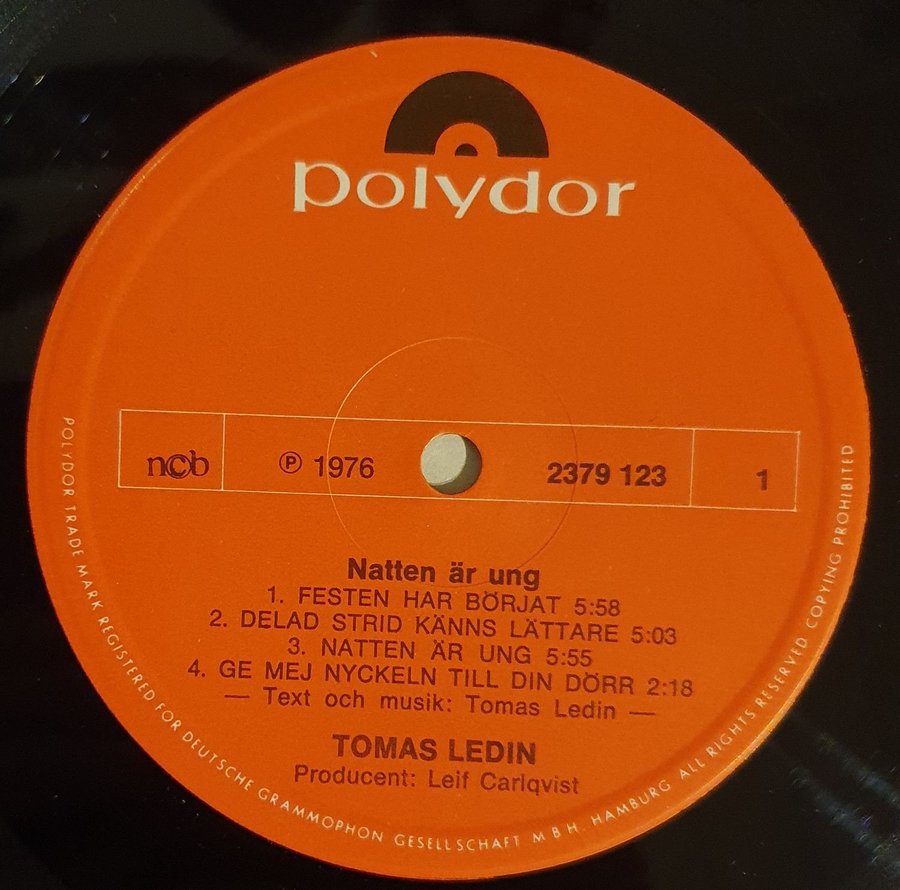 polydor
ncb ℗ 1976 2379 123 1
Natten är ung
1. FESTEN HAR BÖRJAT 5:58
2. DELAD STRID KÄNNS LÄTTARE 5:03
3. NATTEN ÄR UNG 5:55
4. GE MEJ NYCKELN TILL DIN DÖRR 2:18
— Text och musik: Tomas Ledin —
TOMAS LEDIN
Producent: Leif Carlqvist
POLYDOR TRADE MARK REGISTERED FOR DEUTSCHE GRAMMOPHON GESELLSCHAFT M B H. HAMBURG ALL RIGHTS RESERVED COPYING PROHIBITED